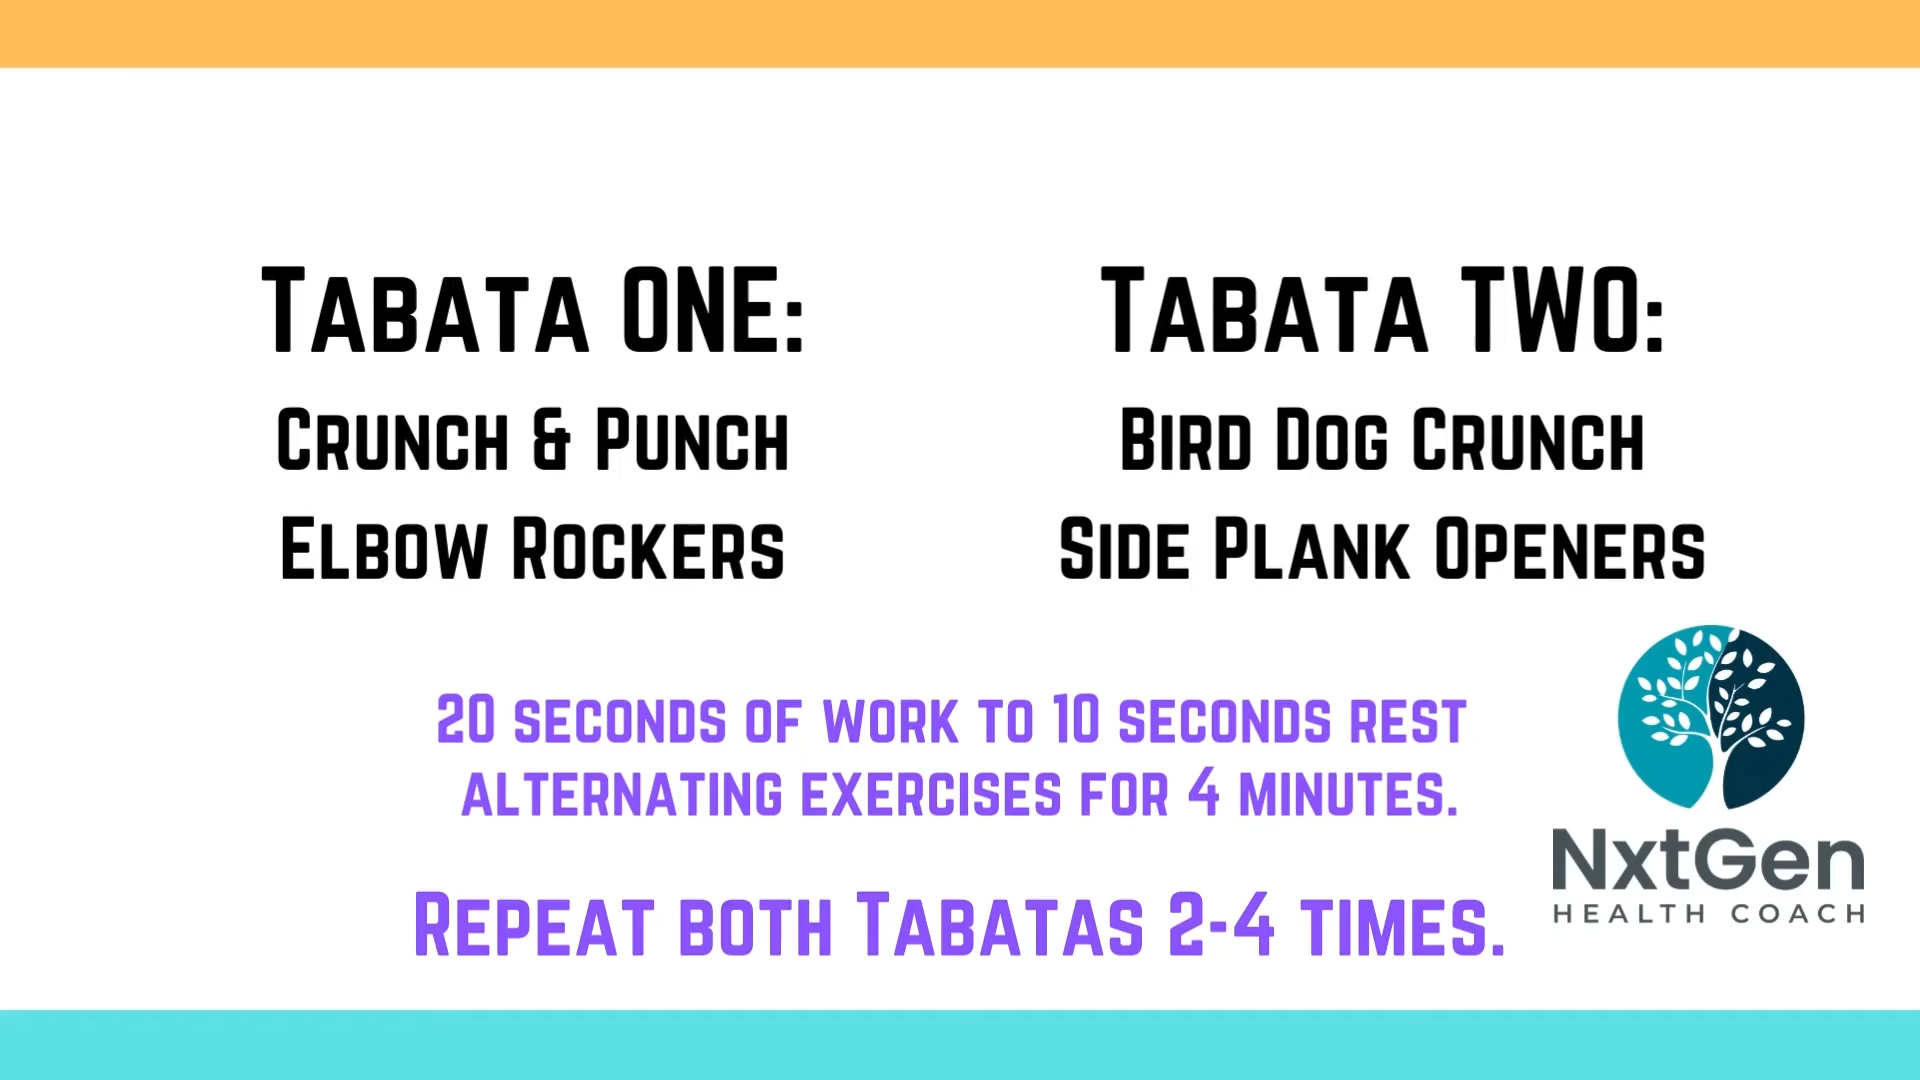 Tabata ONE:
Crunch & Punch
Elbow Rockers
Tabata TWO:
Bird Dog Crunch
Side Plank Openers
20 seconds of work to 10 seconds rest
alternating exercises for 4 minutes.
Repeat both Tabatas 2-4 times.
NxtGen
HEALTH COACH